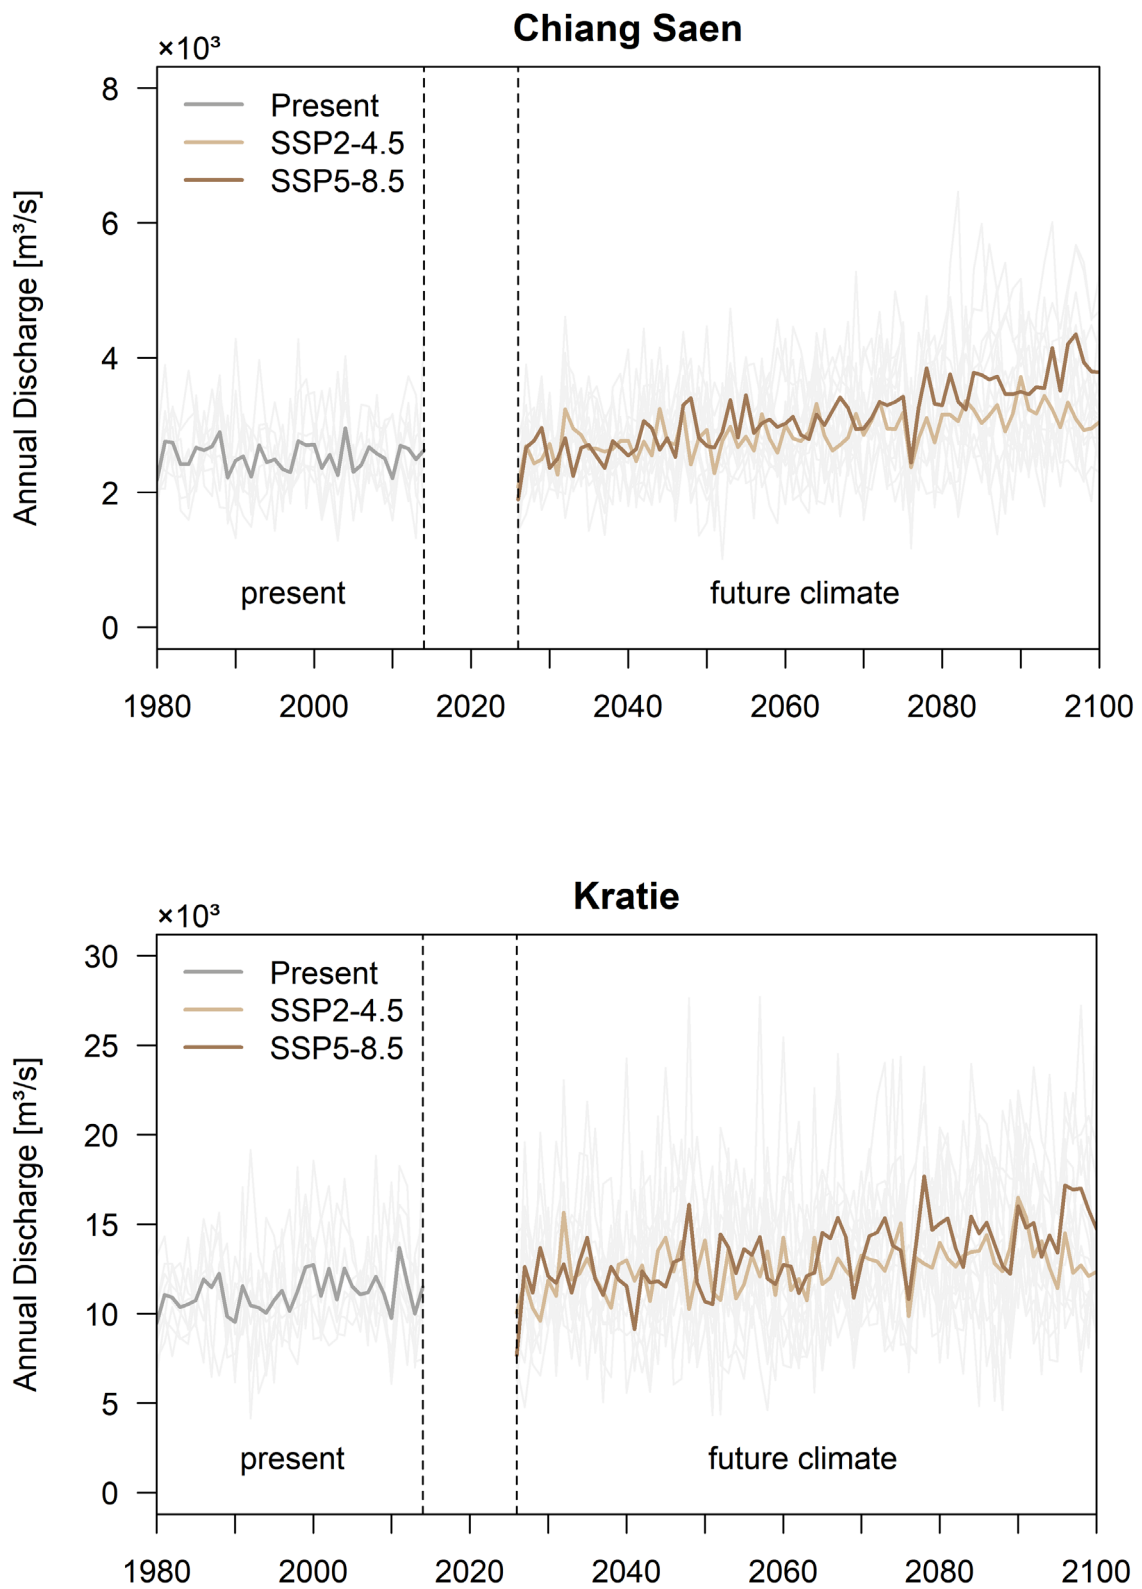 Chiang Saen
×10³
8
6
4
2
0
Annual Discharge [m³/s]
Present
SSP2-4.5
SSP5-8.5
present
future climate
1980 2000 2020 2040 2060 2080 2100
Kratie
×10³
30
25
20
15
10
5
0
Annual Discharge [m³/s]
Present
SSP2-4.5
SSP5-8.5
present
future climate
1980 2000 2020 2040 2060 2080 2100